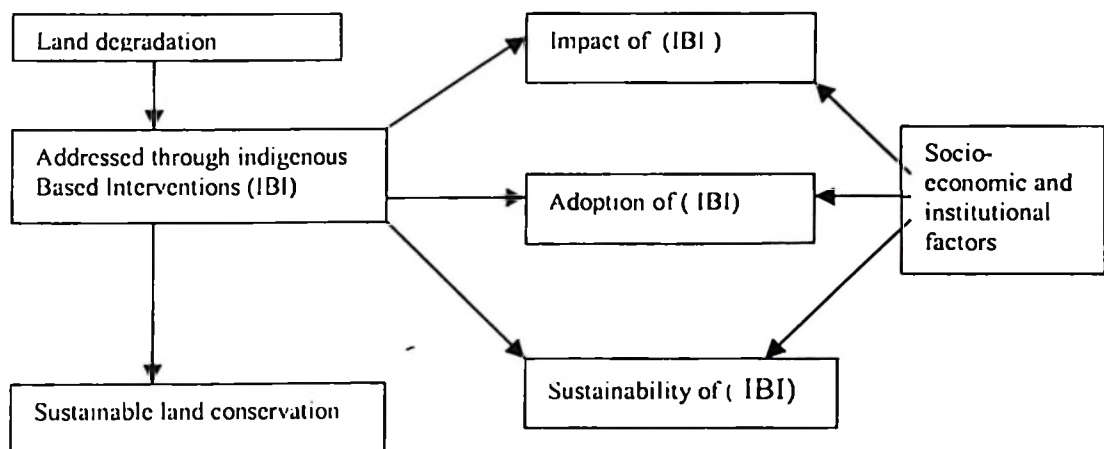 Land degradation
Impact of (IBI )
Addressed through indigenous
Based Interventions (IBI)
Adoption of ( IBI)
Socio-
economic and
institutional
factors
Sustainability of ( IBI)
Sustainable land conservation